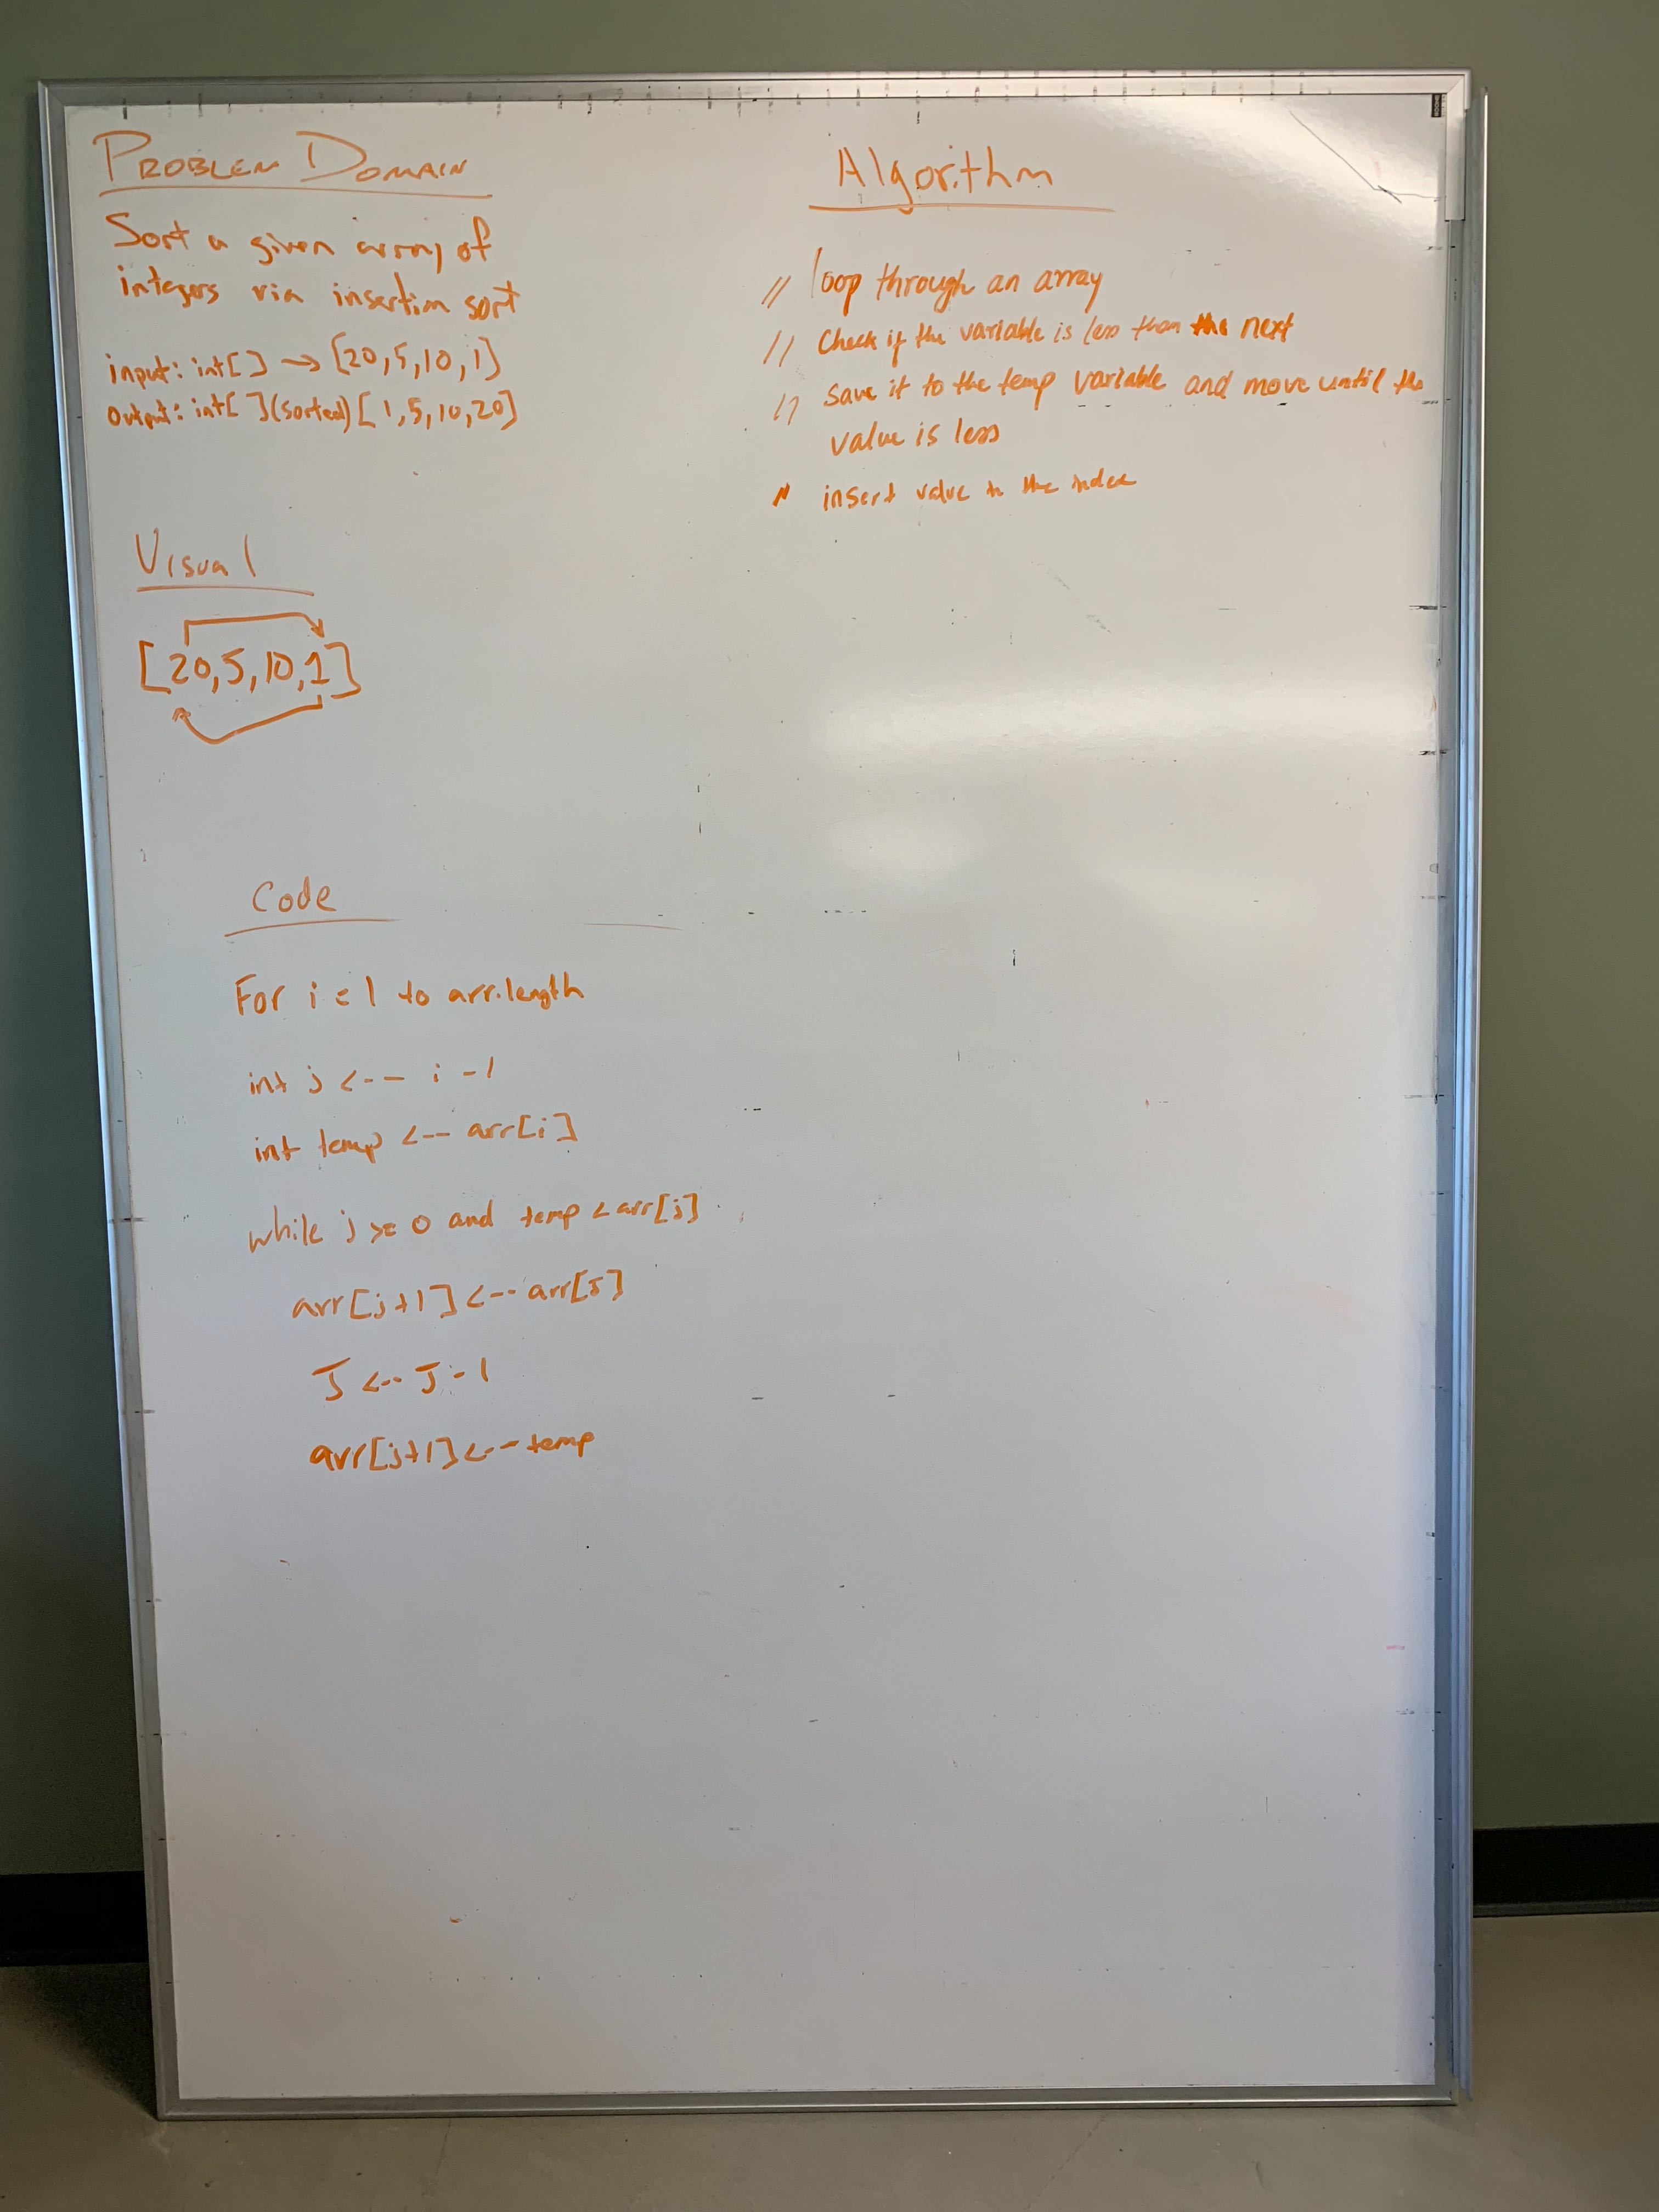 PROBLEM DOMAIN
Sort a given array of
integers via insertion sort
input: int[] → [20,5,10,1]
output: int[](sorted) [1,5,10,20]
Visual
[20,5,10,1]
Algorithm
// loop through an array
// Check if the variable is less than the next
// save it to the temp variable and move until the
value is less
// insert value in the index
Code
For i = 1 to arr.length
int j <-- i - 1
int temp <-- arr[i]
while j >= 0 and temp < arr[j]
arr[j+1] <-- arr[j]
J <-- J - 1
arr[j+1] <-- temp